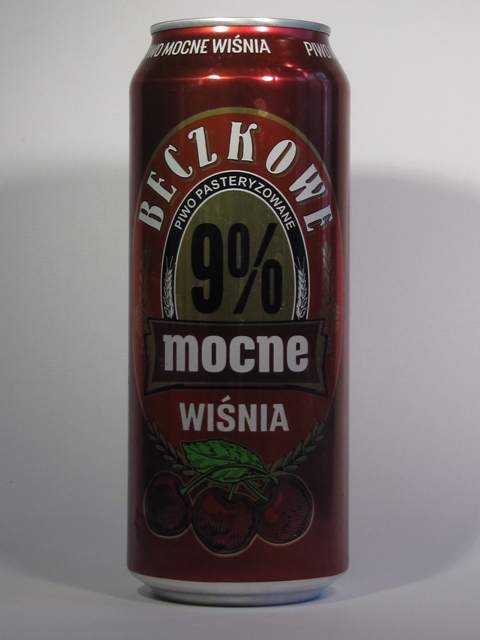 PIWO MOCNE WIŚNIA
PIWO
BECZKOWE
PIWO PASTERYZOWANE
9%
mocne
WIŚNIA